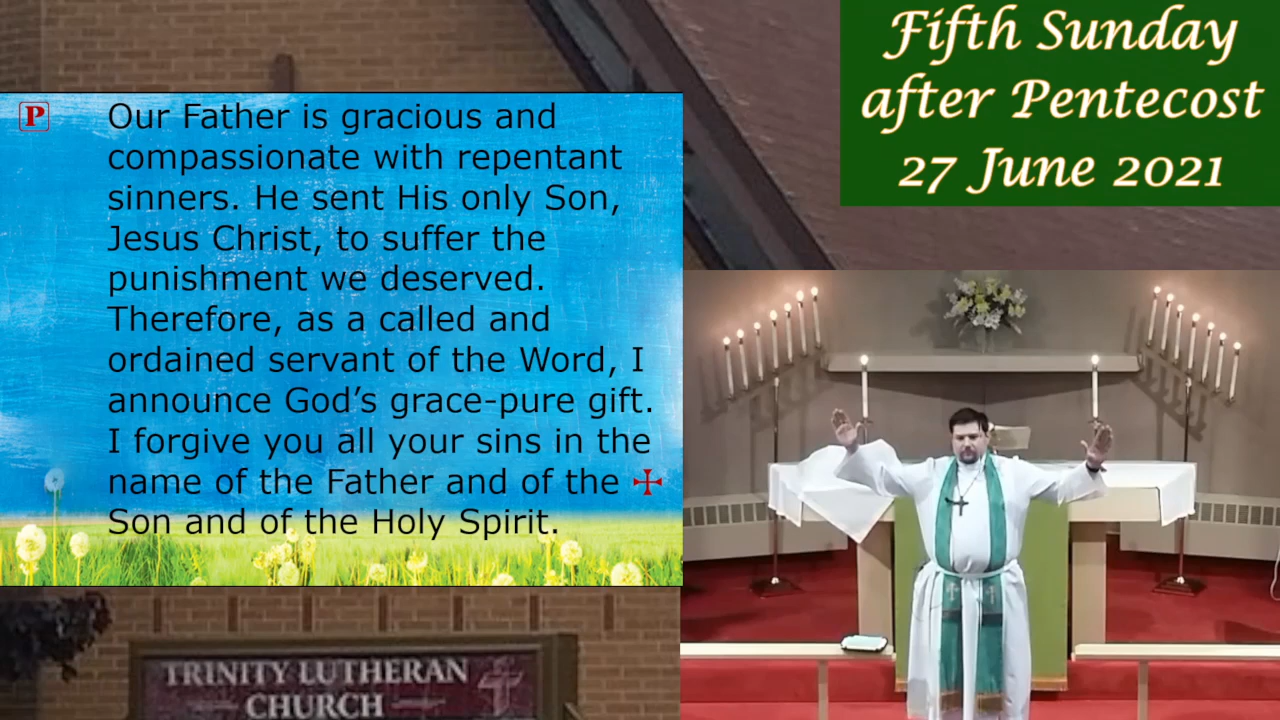 P
Our Father is gracious and
compassionate with repentant
sinners. He sent His only Son,
Jesus Christ, to suffer the
punishment we deserved.
Therefore, as a called and
ordained servant of the Word, I
announce God’s grace-pure gift.
I forgive you all your sins in the
name of the Father and of the ☩
Son and of the Holy Spirit.
Fifth Sunday
after Pentecost
27 June 2021
TRINITY LUTHERAN
CHURCH